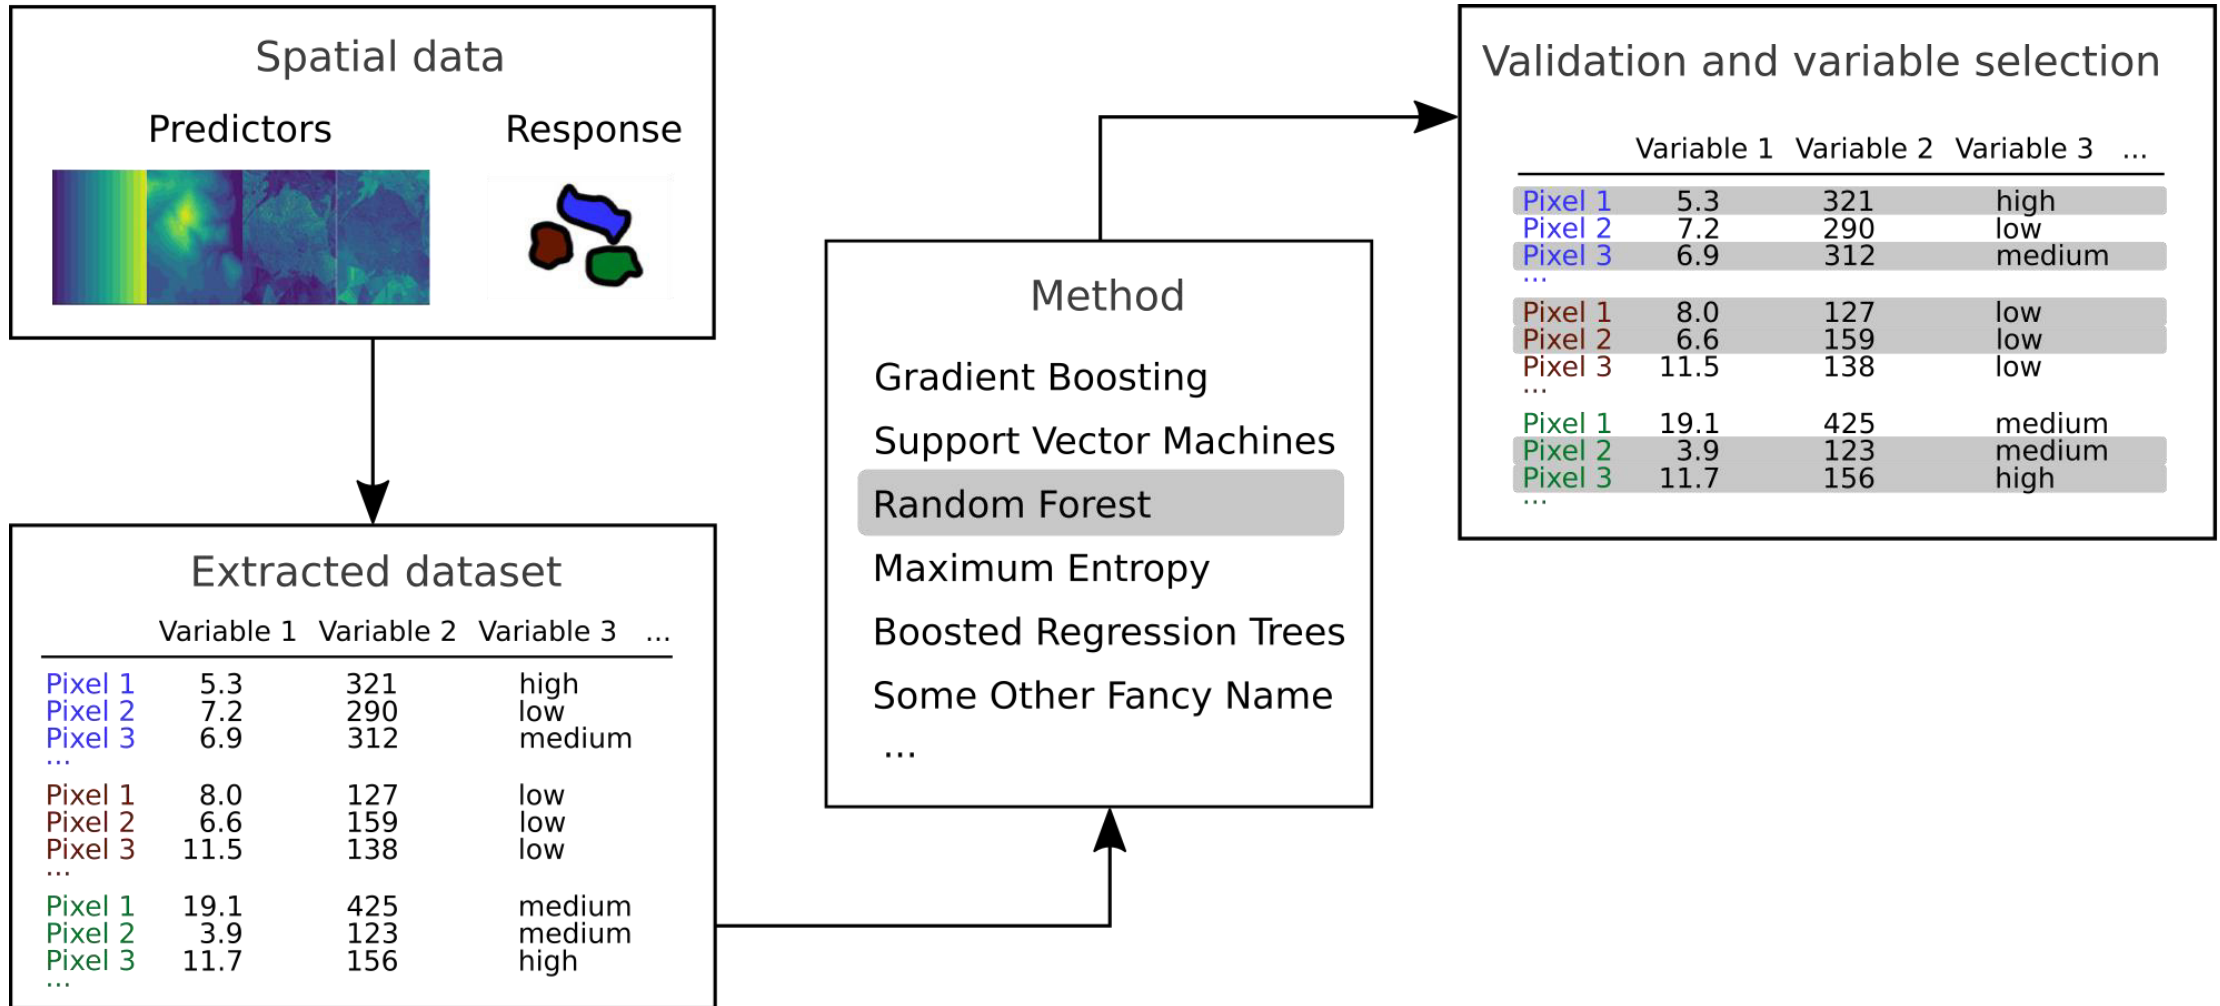 Spatial data
Predictors Response
Extracted dataset
Variable 1 Variable 2 Variable 3 ...
Pixel 1 5.3 321 high
Pixel 2 7.2 290 low
Pixel 3 6.9 312 medium
...
Pixel 1 8.0 127 low
Pixel 2 6.6 159 low
Pixel 3 11.5 138 low
...
Pixel 1 19.1 425 medium
Pixel 2 3.9 123 medium
Pixel 3 11.7 156 high
...
Method
Gradient Boosting
Support Vector Machines
Random Forest
Maximum Entropy
Boosted Regression Trees
Some Other Fancy Name
...
Validation and variable selection
Variable 1 Variable 2 Variable 3 ...
Pixel 1 5.3 321 high
Pixel 2 7.2 290 low
Pixel 3 6.9 312 medium
...
Pixel 1 8.0 127 low
Pixel 2 6.6 159 low
Pixel 3 11.5 138 low
...
Pixel 1 19.1 425 medium
Pixel 2 3.9 123 medium
Pixel 3 11.7 156 high
...